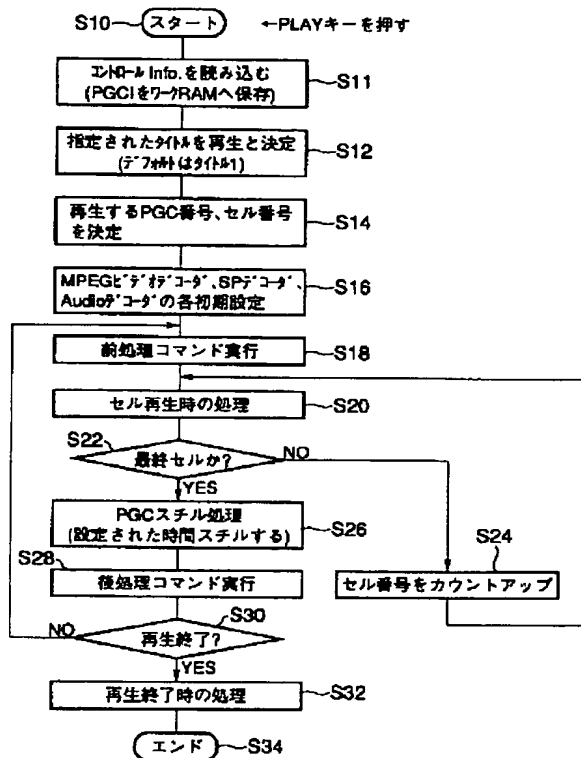 S10 スタート ←PLAYキーを押す
コントロール Info.を読み込む
(PGCIをワークRAMへ保存)
S11
指定されたタイトルを再生と決定
(デフォルトはタイトル1)
S12
再生するPGC番号、セル番号
を決定
S14
MPEGビデオデコーダ、SPデコーダ、
Audioデコーダの各初期設定
S16
前処理コマンド実行
S18
セル再生時の処理
S20
S22
最終セルか?
NO
YES
PGCスチル処理
(設定された時間スチルする)
S26
S24
セル番号をカウントアップ
S28
後処理コマンド実行
S30
再生終了?
NO
YES
再生終了時の処理
S32
エンド
S34